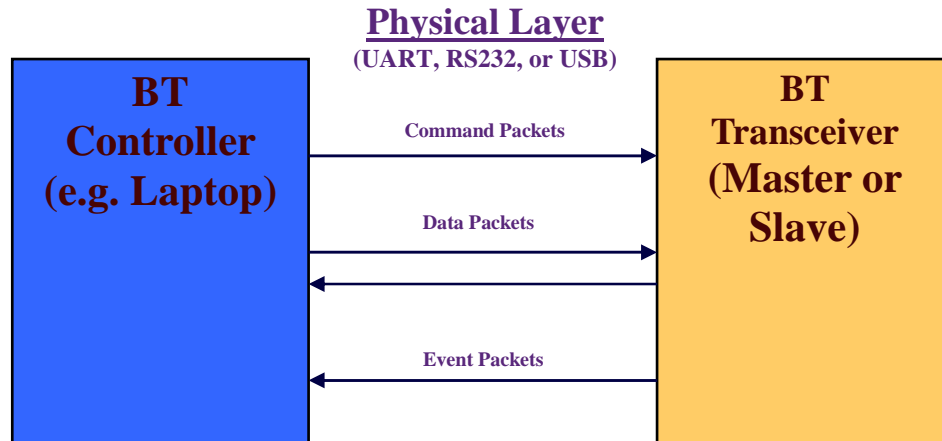 Physical Layer
(UART, RS232, or USB)
BT
Controller
(e.g. Laptop)
Command Packets
Data Packets
Event Packets
BT
Transceiver
(Master or
Slave)